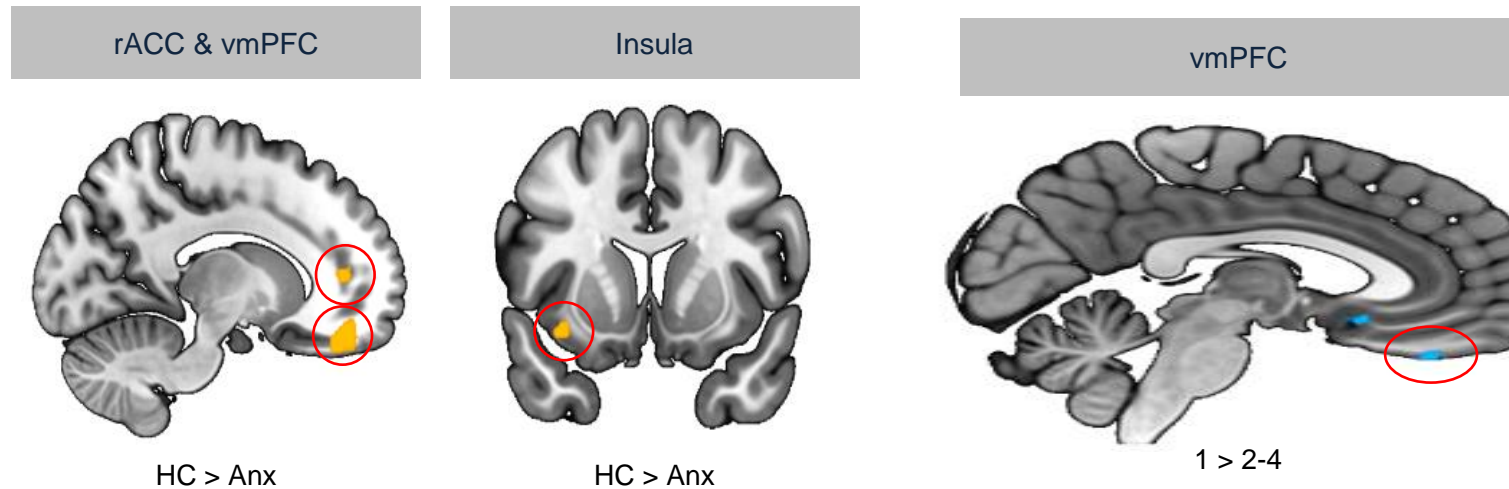 rACC & vmPFC
Insula
vmPFC
HC > Anx
HC > Anx
1 > 2-4